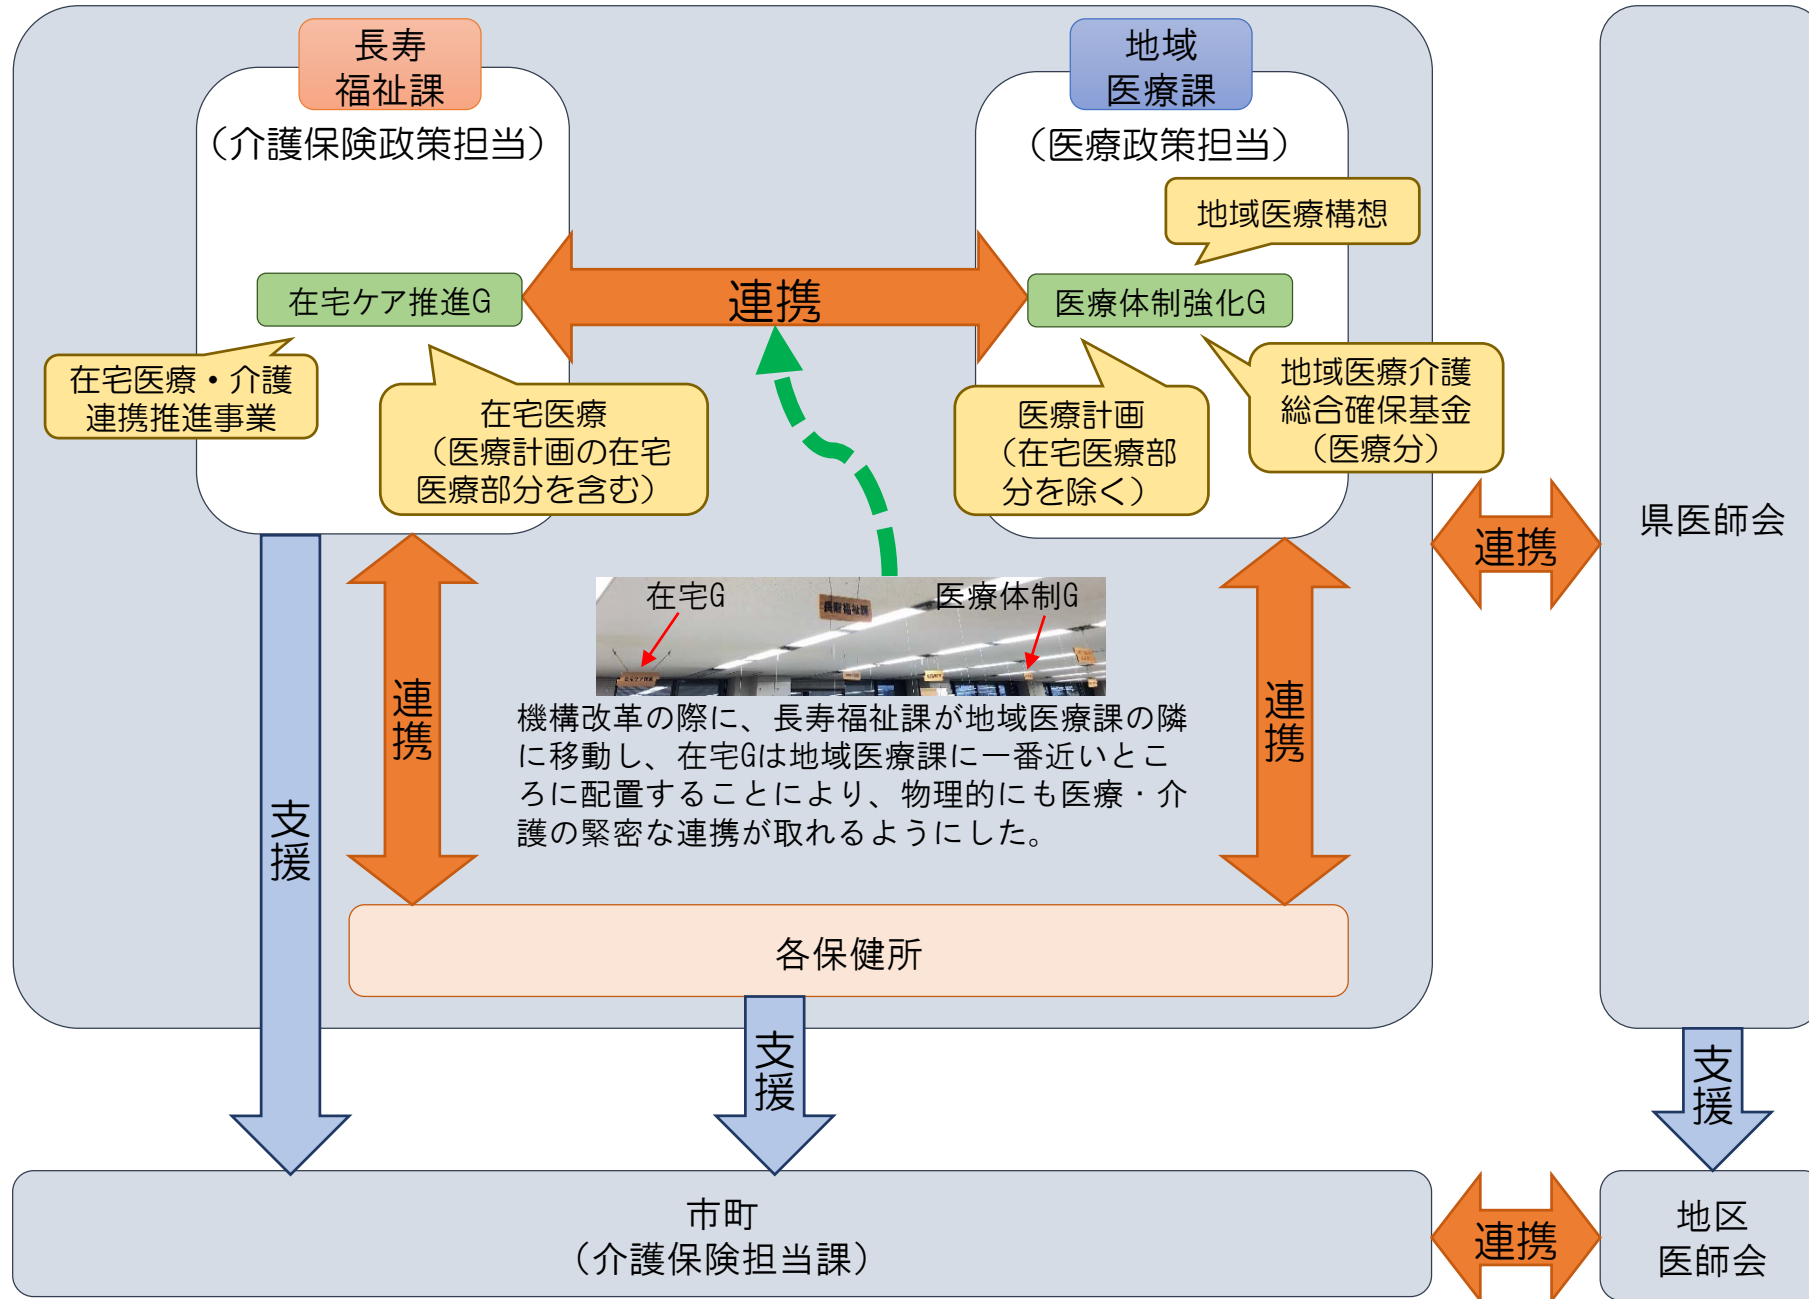 長寿
福祉課
(介護保険政策担当)
地域
医療課
(医療政策担当)
地域医療構想
在宅ケア推進G
連携
医療体制強化G
在宅医療・介護
連携推進事業
在宅医療
(医療計画の在宅
医療部分を含む)
医療計画
(在宅医療部
分を除く)
地域医療介護
総合確保基金
(医療分)
連携
県医師会
在宅G
医療体制G
長寿福祉課
連携
連携
機構改革の際に、長寿福祉課が地域医療課の隣
に移動し、在宅Gは地域医療課に一番近いとこ
ろに配置することにより、物理的にも医療・介
護の緊密な連携が取れるようにした。
支援
各保健所
支援
支援
市町
(介護保険担当課)
連携
地区
医師会